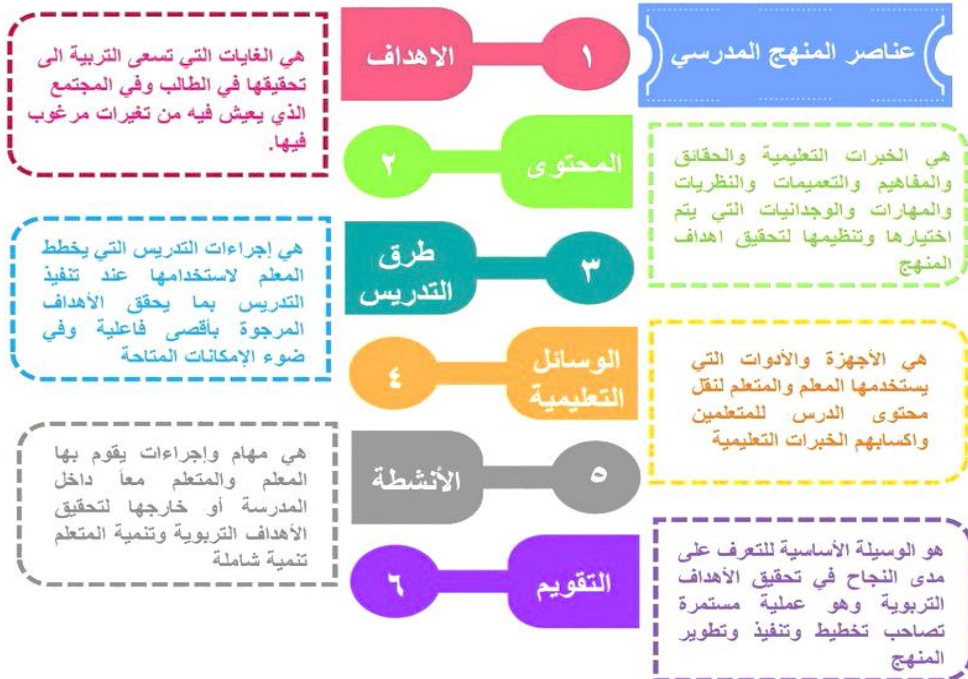 عناصر المنهج المدرسي
١
الاهداف
هي الغايات التي تسعى التربية الى
تحقيقها في الطالب وفي المجتمع
الذي يعيش فيه من تغيرات مرغوب
فيها.
المحتوى
٢
هي الخبرات التعليمية والحقائق
والمفاهيم والتعميمات والنظريات
والمهارات والوجدانيات التي يتم
اختيارها وتنظيمها لتحقيق اهداف
المنهج
٣
طرق
التدريس
هي إجراءات التدريس التي يخطط
المعلم لاستخدامها عند تنفيذ
التدريس بما يحقق الأهداف
المرجوة بأقصى فاعلية وفي
ضوء الإمكانات المتاحة
الوسائل
التعليمية
٤
هي الأجهزة والأدوات التي
يستخدمها المعلم والمتعلم لنقل
محتوى الدرس للمتعلمين
واكسابهم الخبرات التعليمية
٥
الأنشطة
هي مهام وإجراءات يقوم بها
المعلم والمتعلم معاً داخل
المدرسة أو خارجها لتحقيق
الأهداف التربوية وتنمية المتعلم
تنمية شاملة
التقويم
٦
هو الوسيلة الأساسية للتعرف على
مدى النجاح في تحقيق الأهداف
التربوية وهو عملية مستمرة
تصاحب تخطيط وتنفيذ وتطوير
المنهج